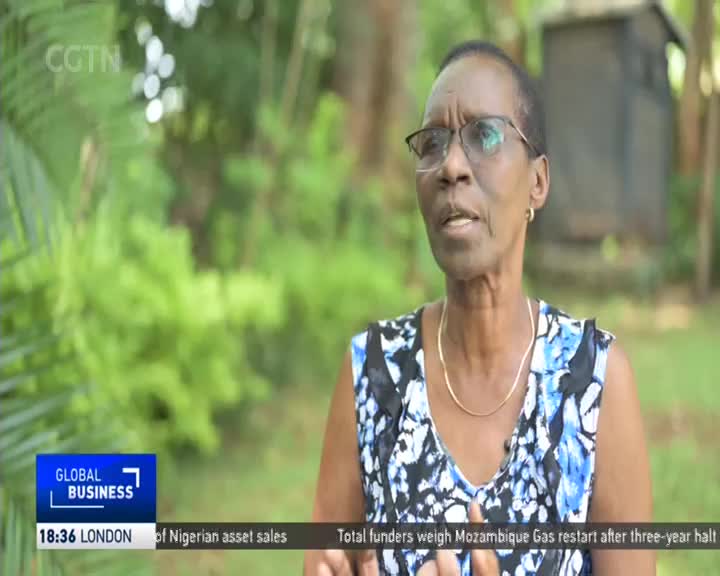 CGTN
GLOBAL
BUSINESS
18:36 LONDON
of Nigerian asset sales Total funders weigh Mozambique Gas restart after three-year halt